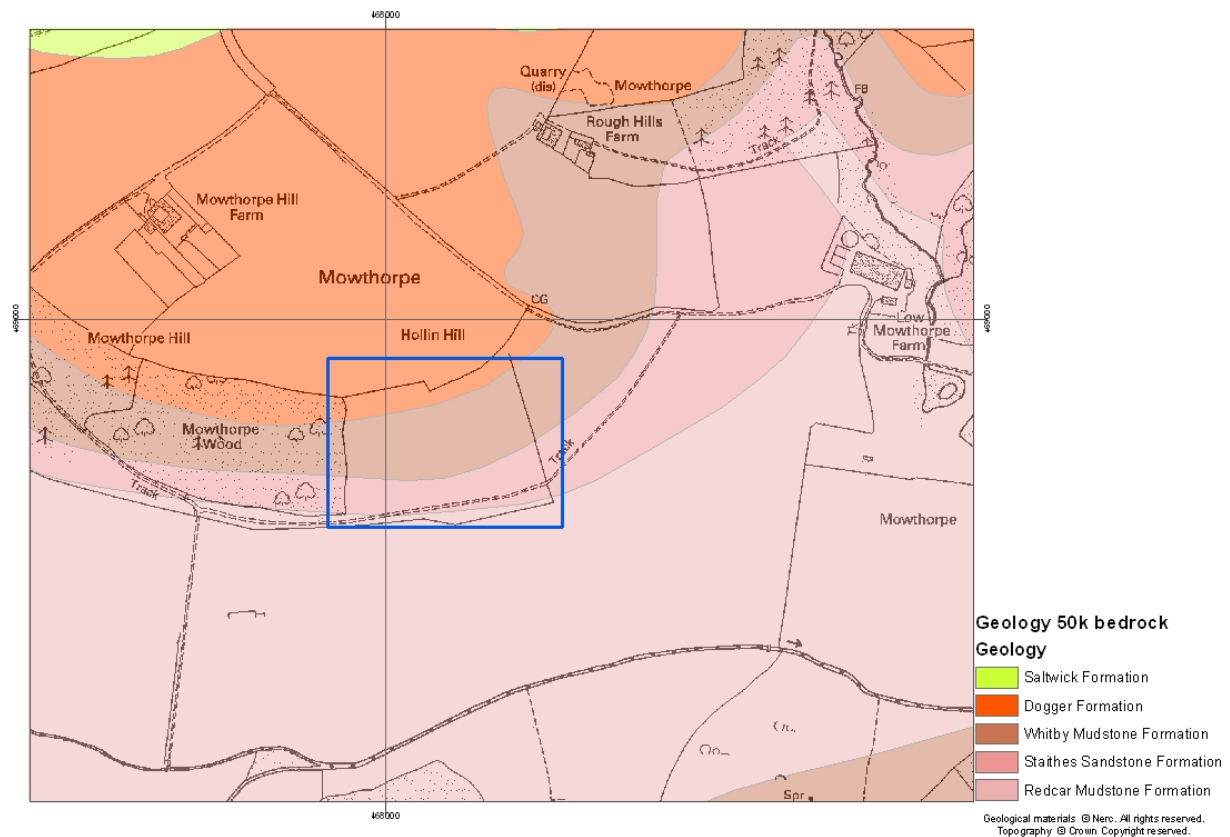 468000
Quarry
(dis)
Mowthorpe
FB
Rough Hills
Farm
Track
Mowthorpe Hill
Farm
Mowthorpe
CG
469000
469000
Mowthorpe Hill
Hollin Hill
Low
Mowthorpe
Farm
Mowthorpe
Wood
Track
Track
Mowthorpe
Spr
468000
Geology 50k bedrock
Geology
Saltwick Formation
Dogger Formation
Whitby Mudstone Formation
Staithes Sandstone Formation
Redcar Mudstone Formation
Geological materials © Nerc. All rights reserved.
Topography © Crown Copyright reserved.